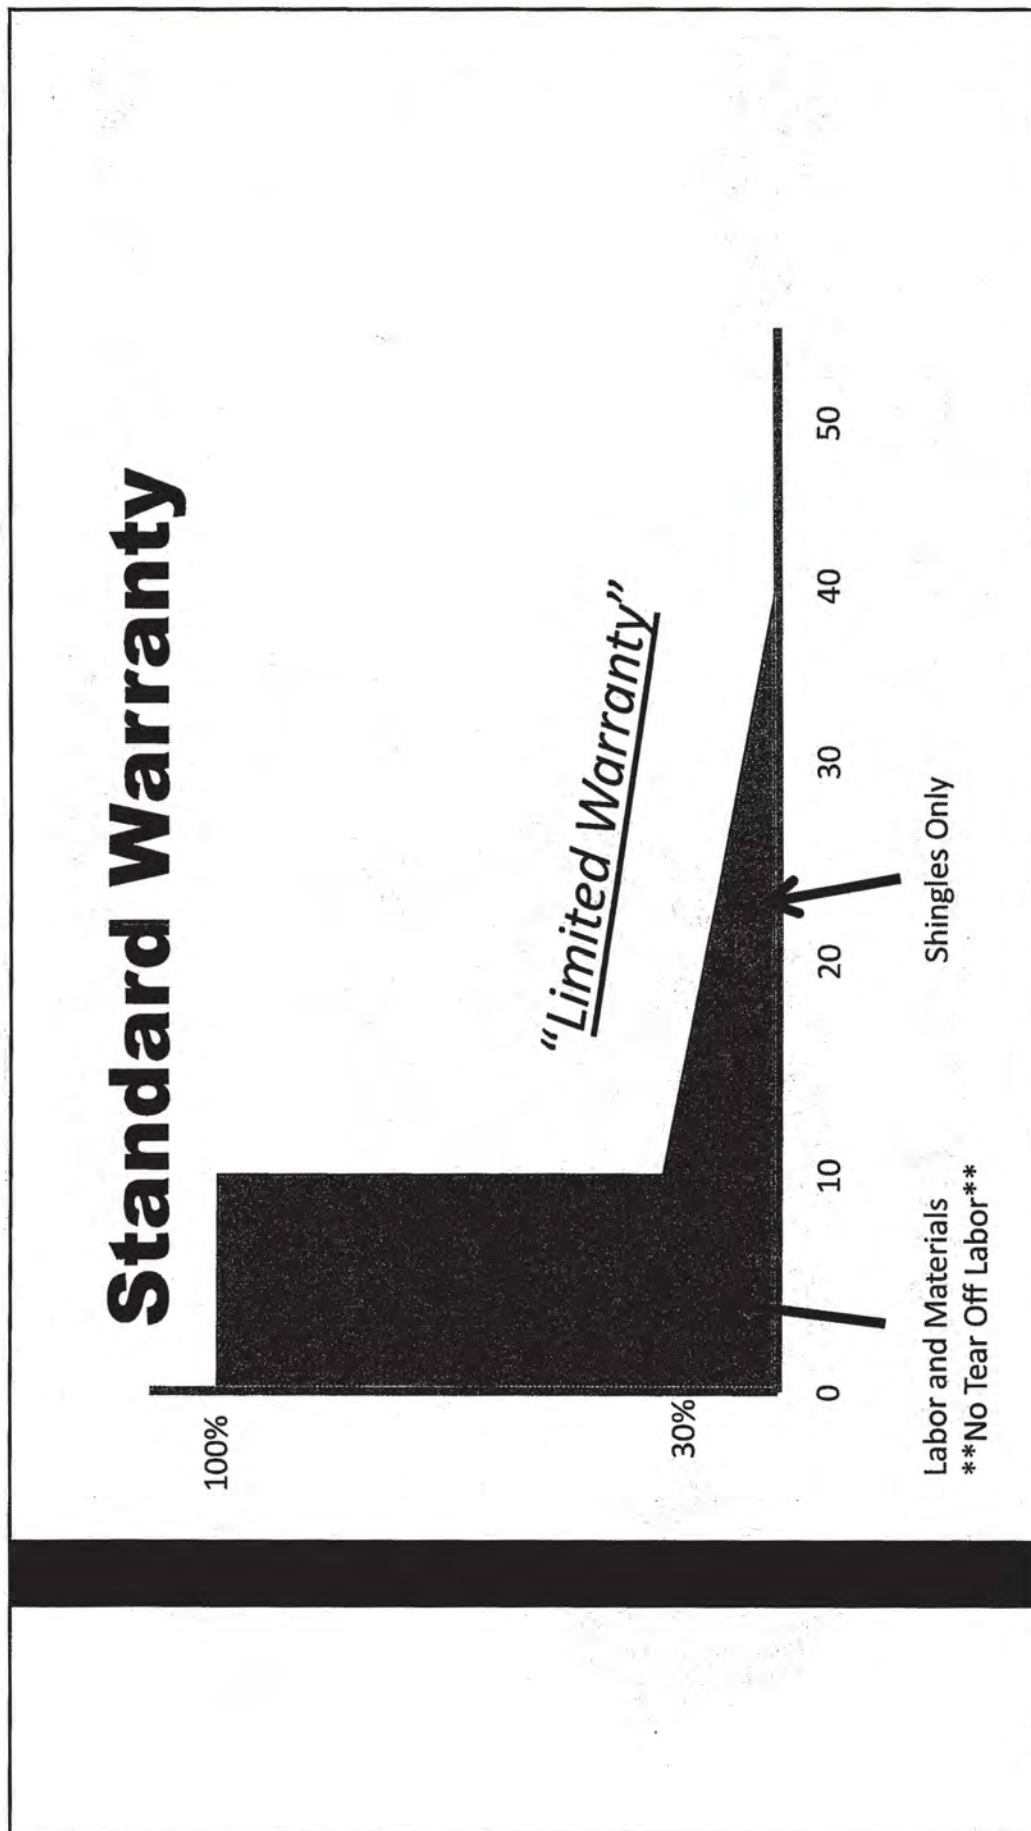 Standard Warranty
100%
"Limited Warranty"
30%
0
10
20
30
40
50
Labor and Materials
**No Tear Off Labor**
Shingles Only